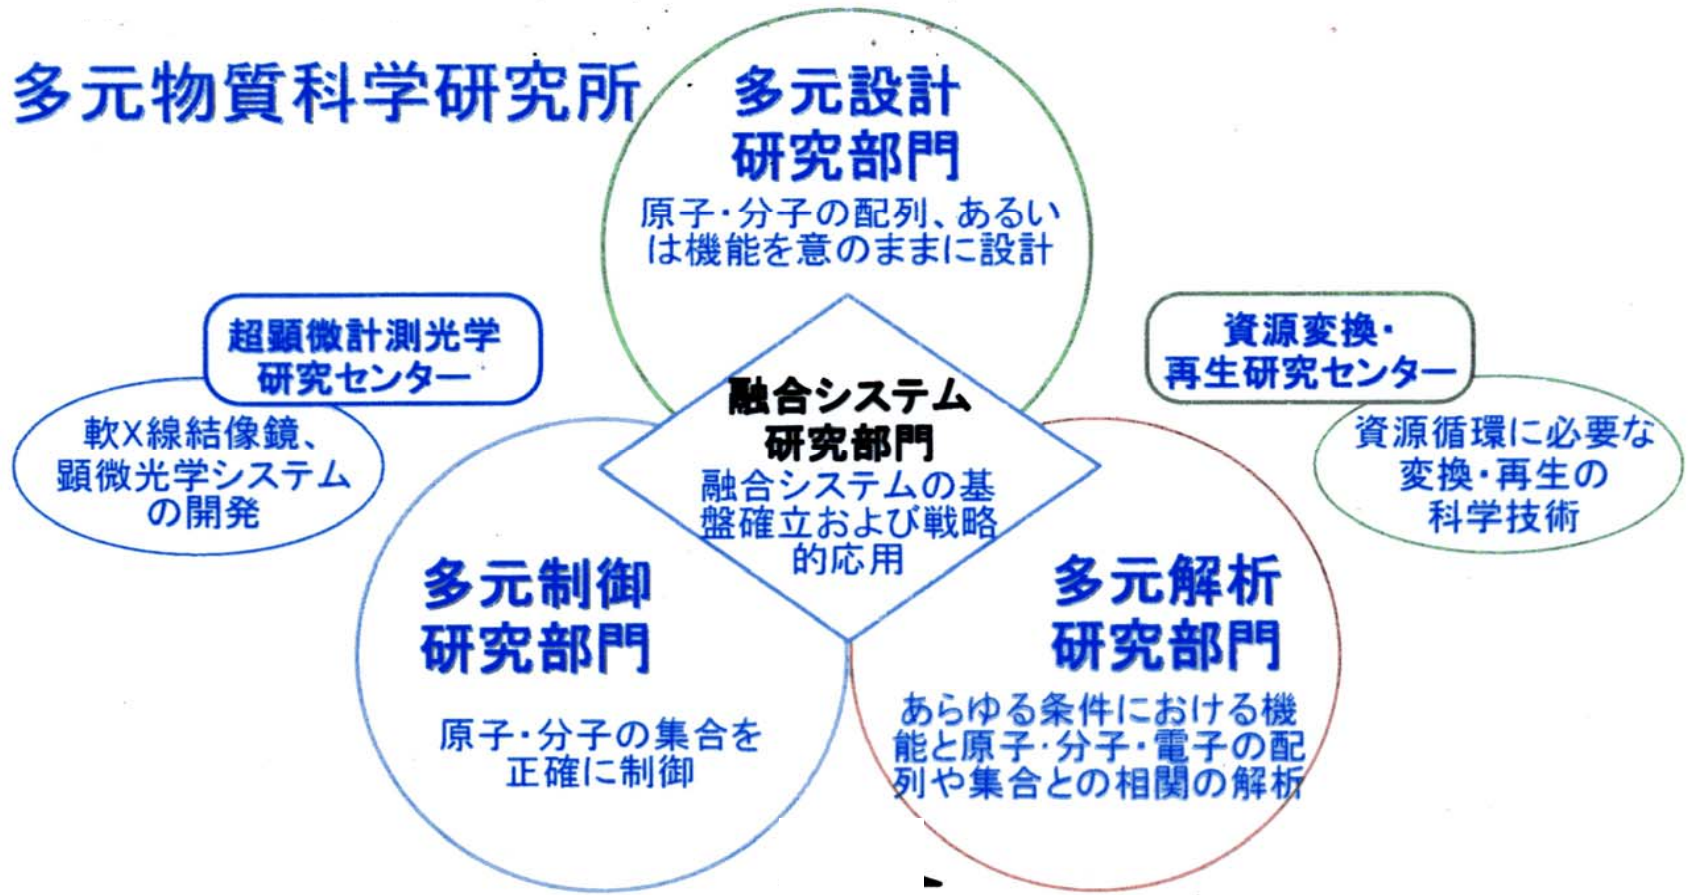 多元物質科学研究所
多元設計
研究部門
原子・分子の配列、あるい
は機能を意のままに設計
超顕微計測光学
研究センター
軟X線結像鏡、
顕微光学システム
の開発
資源変換・
再生研究センター
資源循環に必要な
変換・再生の
科学技術
融合システム
研究部門
融合システムの基
盤確立および戦略
的応用
多元制御
研究部門
原子・分子の集合を
正確に制御
多元解析
研究部門
あらゆる条件における機
能と原子・分子・電子の配
列や集合との相関の解析